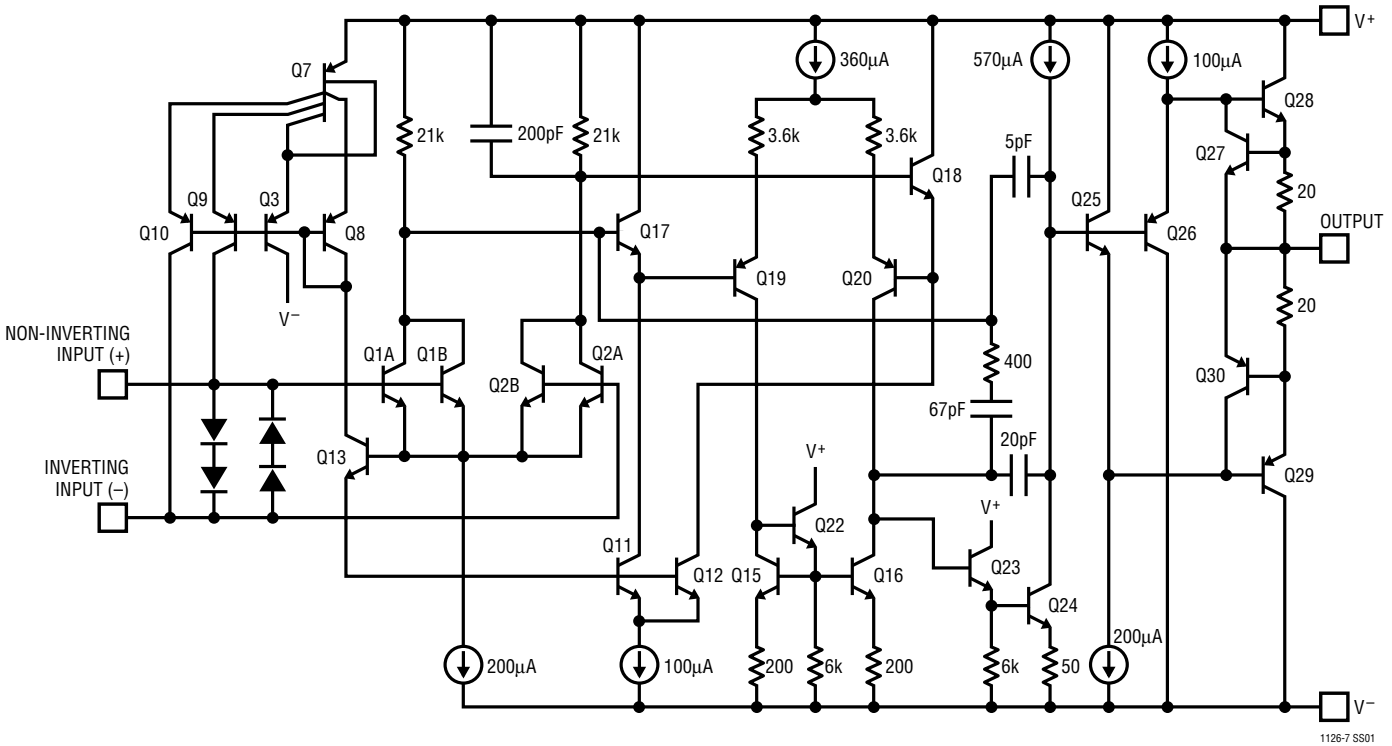 V+
360µA
570µA
100µA
Q7
Q28
21k
200pF
21k
3.6k
3.6k
5pF
Q27
Q18
20
Q10
Q9
Q3
Q8
Q17
Q25
Q26
OUTPUT
Q19
Q20
V–
20
NON-INVERTING
INPUT (+)
Q1A
Q1B
Q2B
Q2A
400
Q30
67pF
20pF
INVERTING
INPUT (–)
Q13
V+
V+
Q29
Q22
Q11
Q12
Q15
Q16
Q23
Q24
200µA
100µA
200
6k
200
6k
50
200µA
V–
1126-7 SS01